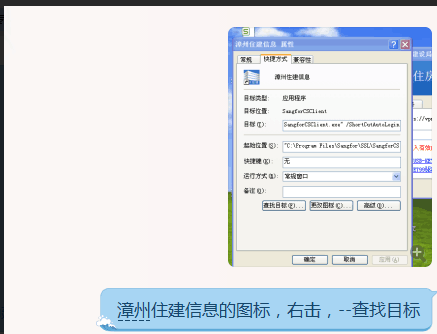 漳州住建信息 属性
常规 快捷方式 兼容性
漳州住建信息
目标类型: 应用程序
目标位置: SangforCSClient
目标(T): SangforCSClient.exe" /ShortCutAutoLogin
起始位置(S): "C:\Program Files\Sangfor\SSL\SangforCS
快捷键(K): 无
运行方式(R): 常规窗口
备注(O):
查找目标(F)... 更改图标(C)... 高级(D)...
确定 取消 应用(A)
漳州住建信息的图标，右击，--查找目标